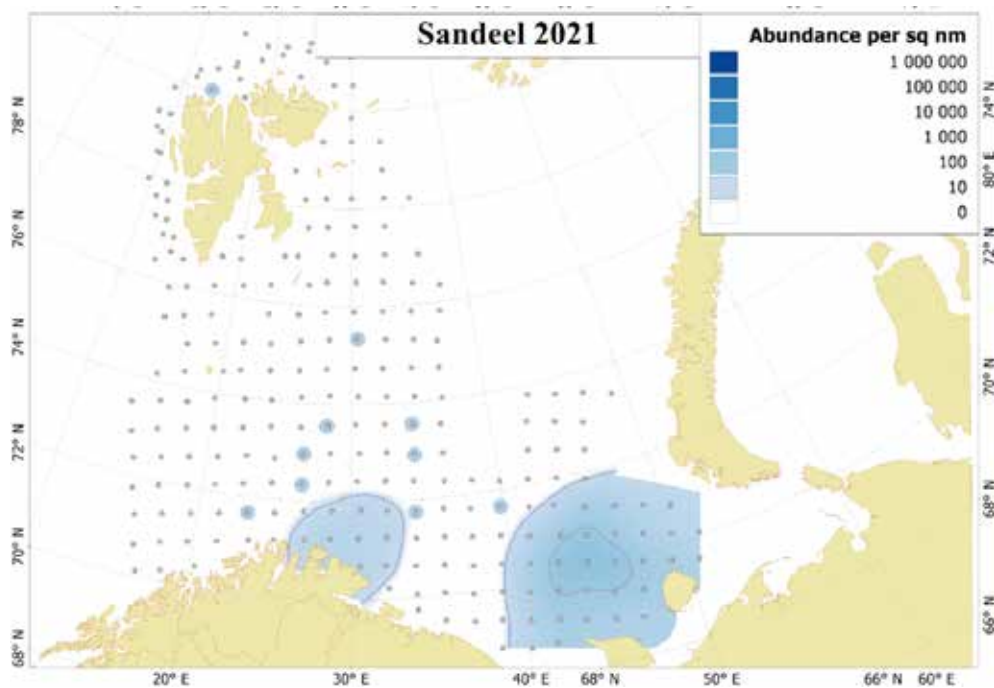 Sandeel 2021
Abundance per sq nm
1 000 000
100 000
10 000
1 000
100
10
0
78° N
76° N
74° N
72° N
70° N
68° N
74° N
80° E
72° N
70° N
68° N
66° N
20° E
30° E
40° E
68° N
50° E
66° N
60° E